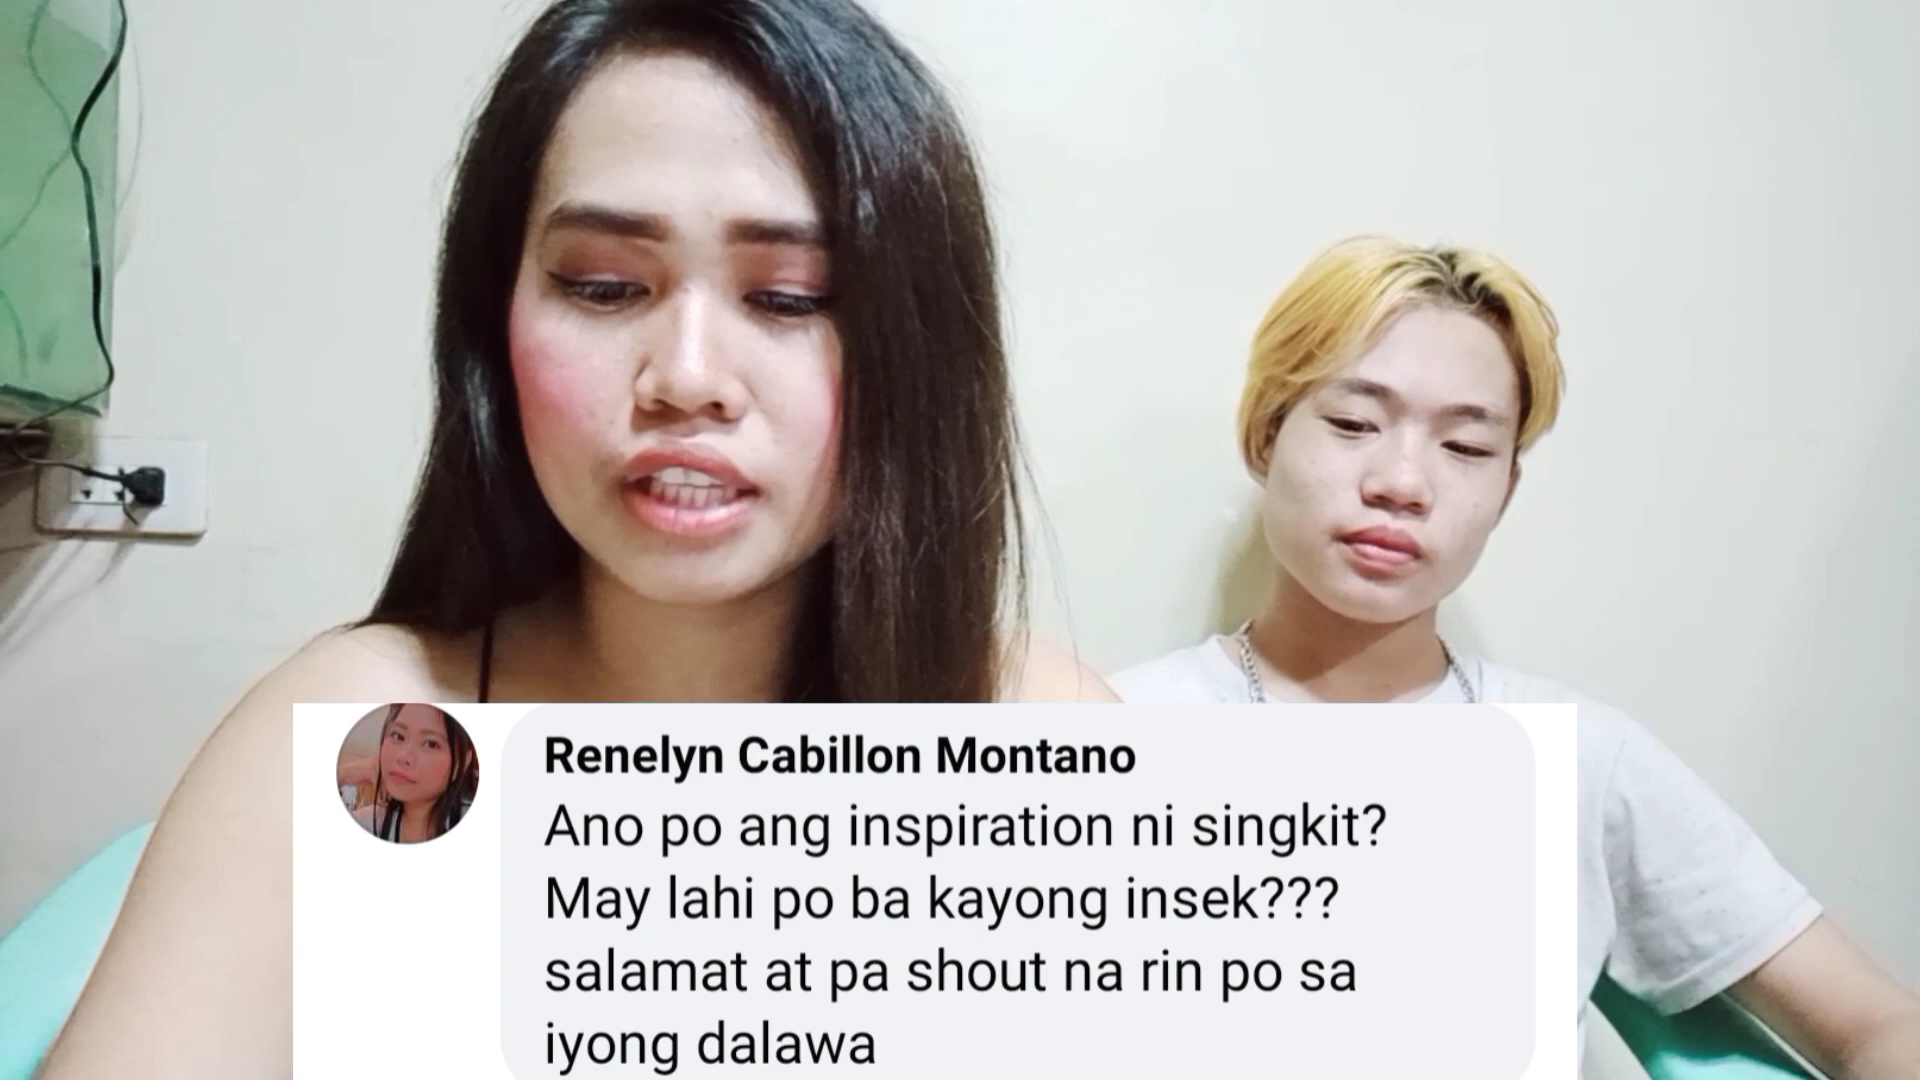 Renelyn Cabillon Montano
Ano po ang inspiration ni singkit?
May lahi po ba kayong insek???
salamat at pa shout na rin po sa
iyong dalawa